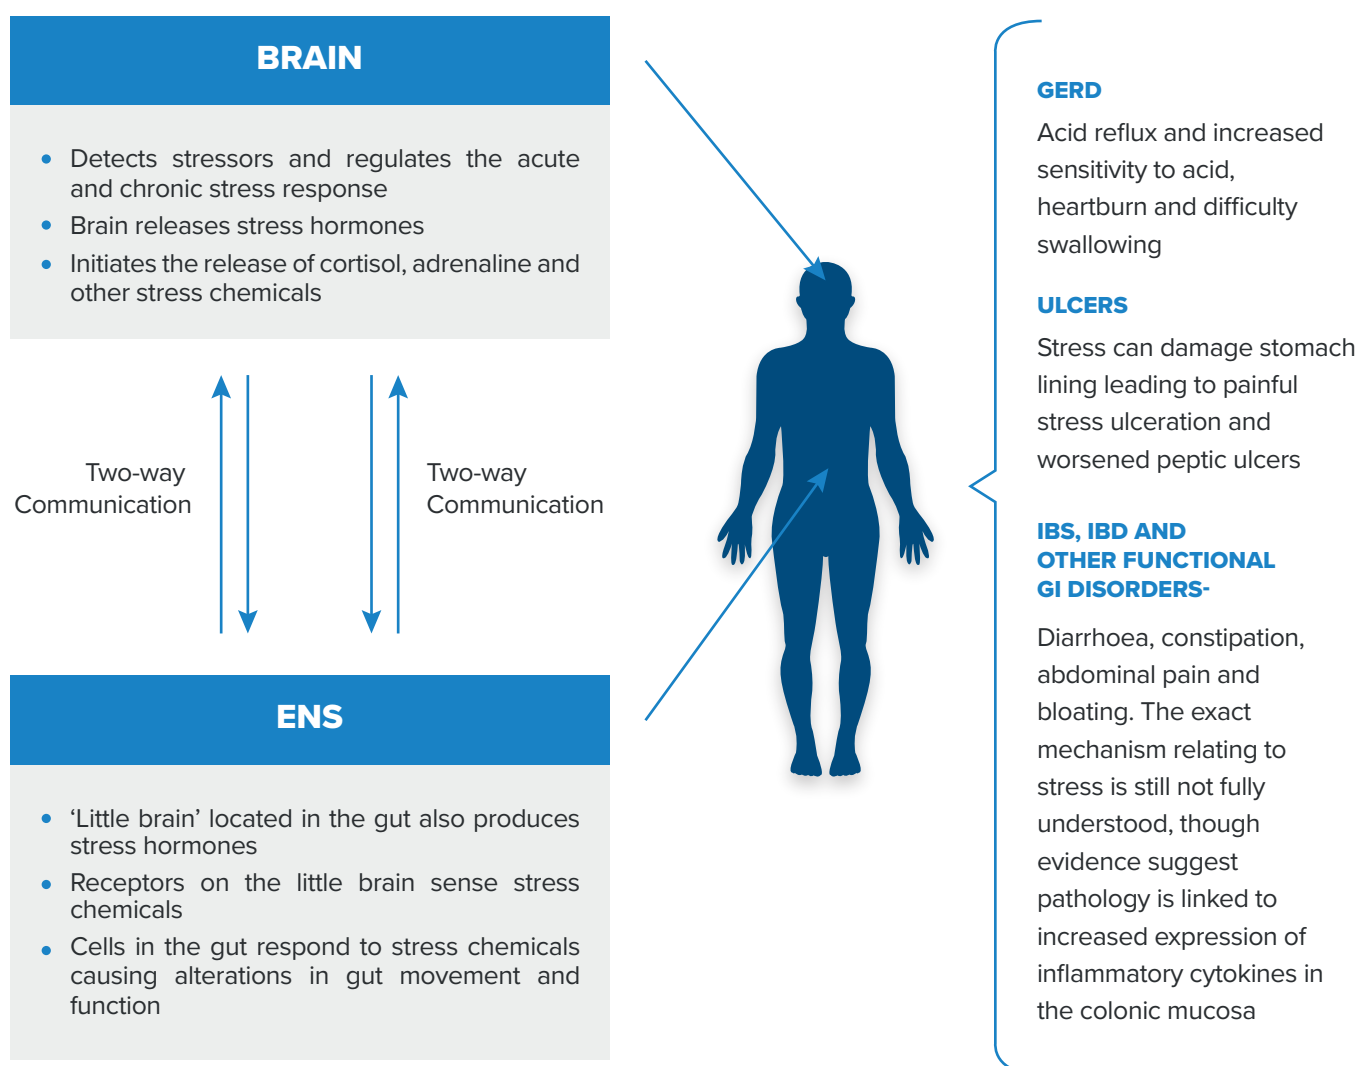 BRAIN
Detects stressors and regulates the acute
and chronic stress response
Brain releases stress hormones
Initiates the release of cortisol, adrenaline and
other stress chemicals
Two-way
Communication
Two-way
Communication
ENS
‘Little brain’ located in the gut also produces
stress hormones
Receptors on the little brain sense stress
chemicals
Cells in the gut respond to stress chemicals
causing alterations in gut movement and
function
GERD
Acid reflux and increased
sensitivity to acid,
heartburn and difficulty
swallowing
ULCERS
Stress can damage stomach
lining leading to painful
stress ulceration and
worsened peptic ulcers
IBS, IBD AND
OTHER FUNCTIONAL
GI DISORDERS-
Diarrhoea, constipation,
abdominal pain and
bloating. The exact
mechanism relating to
stress is still not fully
understood, though
evidence suggest
pathology is linked to
increased expression of
inflammatory cytokines in
the colonic mucosa